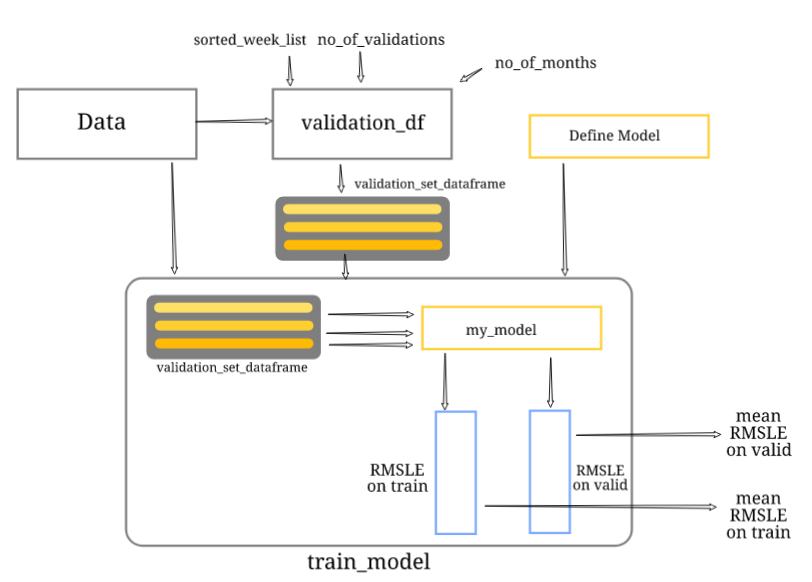 sorted_week_list no_of_validations
no_of_months
Data
validation_df
Define Model
validation_set_dataframe
my_model
validation_set_dataframe
RMSLE
on train
RMSLE
on valid
mean
RMSLE
on valid
mean
RMSLE
on train
train_model